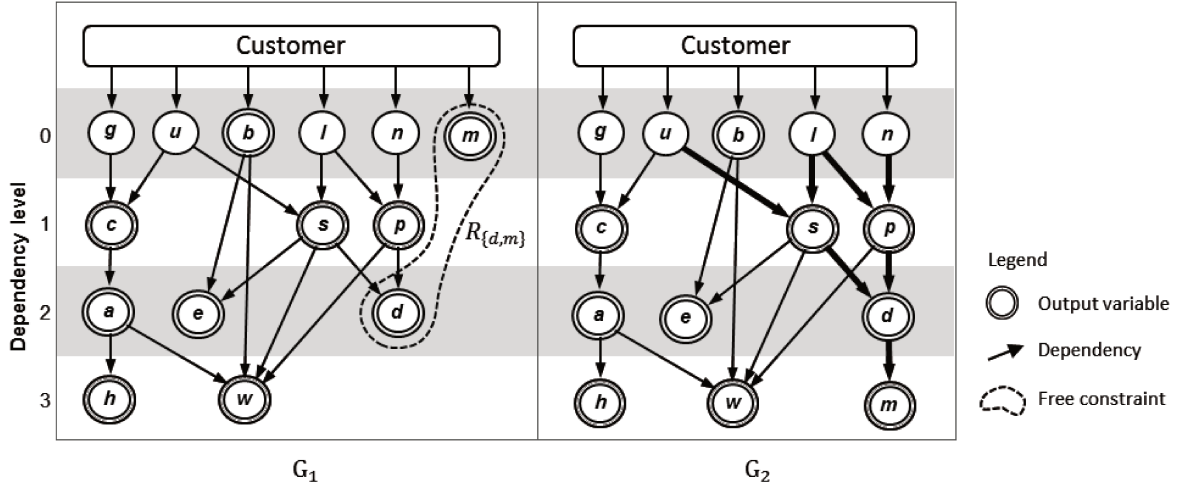 Customer Customer
0 g u b l n m g u b l n
Dependency level
1 c s p R{d,m} c s p
Legend
Output variable
2 a e d a e d
Dependency
3 h w h w m
Free constraint
G1 G2